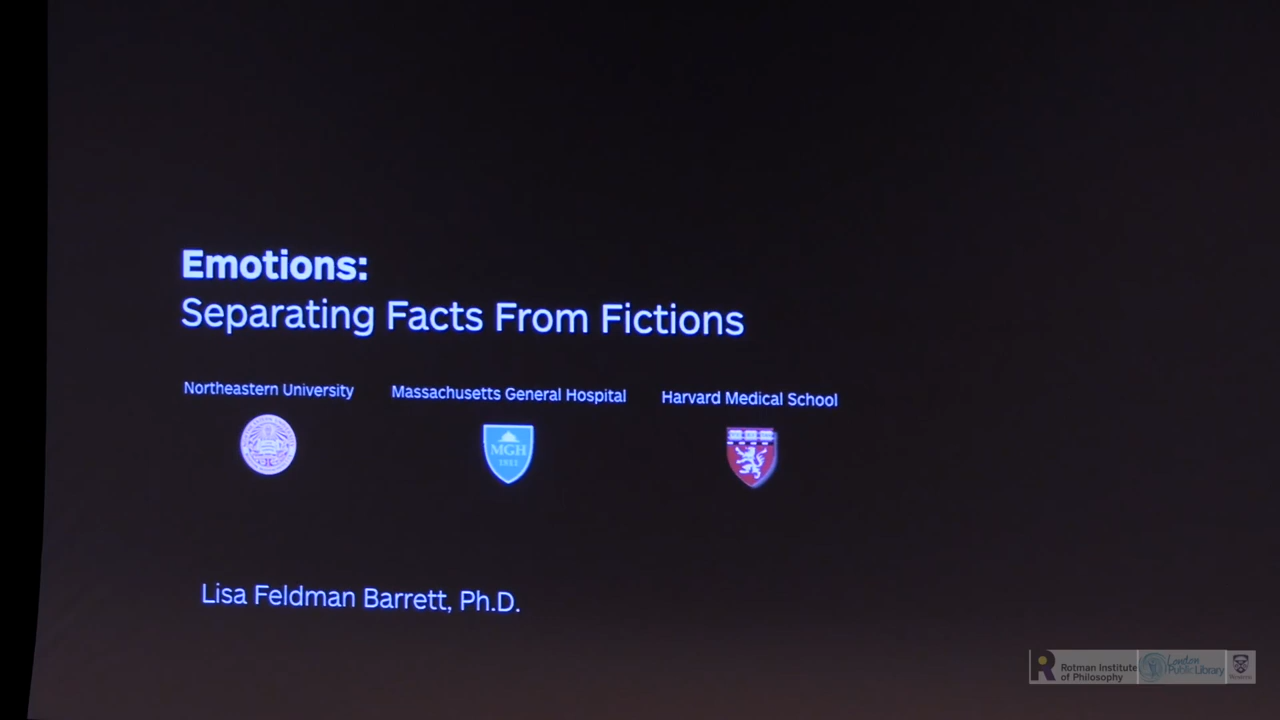 Emotions:
Separating Facts From Fictions
Northeastern University
Massachusetts General Hospital
Harvard Medical School
MGH
1811
Lisa Feldman Barrett, Ph.D.
Rotman Institute
of Philosophy
London
Public Library